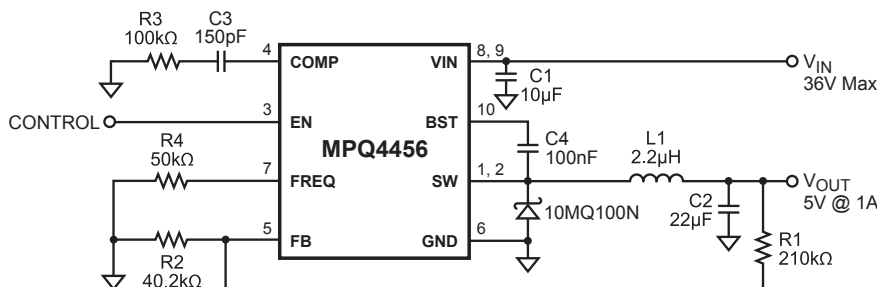 R3
100kΩ
C3
150pF
4
COMP
VIN
8, 9
C1
10µF
VIN
36V Max
CONTROL
3
EN
BST
10
MPQ4456
C4
100nF
R4
50kΩ
7
FREQ
SW
1, 2
L1
2.2µH
VOUT
5V @ 1A
10MQ100N
C2
22µF
5
FB
GND
6
R2
40.2kΩ
R1
210kΩ